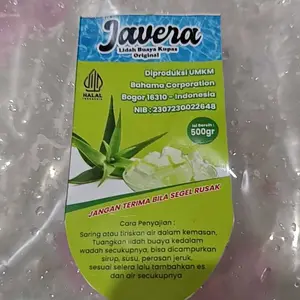 Javera
Lidah Buaya Kupas
Original
HALAL
INDONESIA
Diproduksi UMKM
Bahama Corporation
Bogor 16310 - Indonesia
NIB : 2307230022648
Isi Bersih :
500gr
JANGAN TERIMA BILA SEGEL RUSAK
Cara Penyajian :
Saring atau tiriskan air dalam kemasan,
Tuangkan lidah buaya kedalam
wadah secukupnya, bisa dicampurkan
sirup, susu, perasan jeruk,
sesuai selera lalu tambahkan es
dan air secukupnya